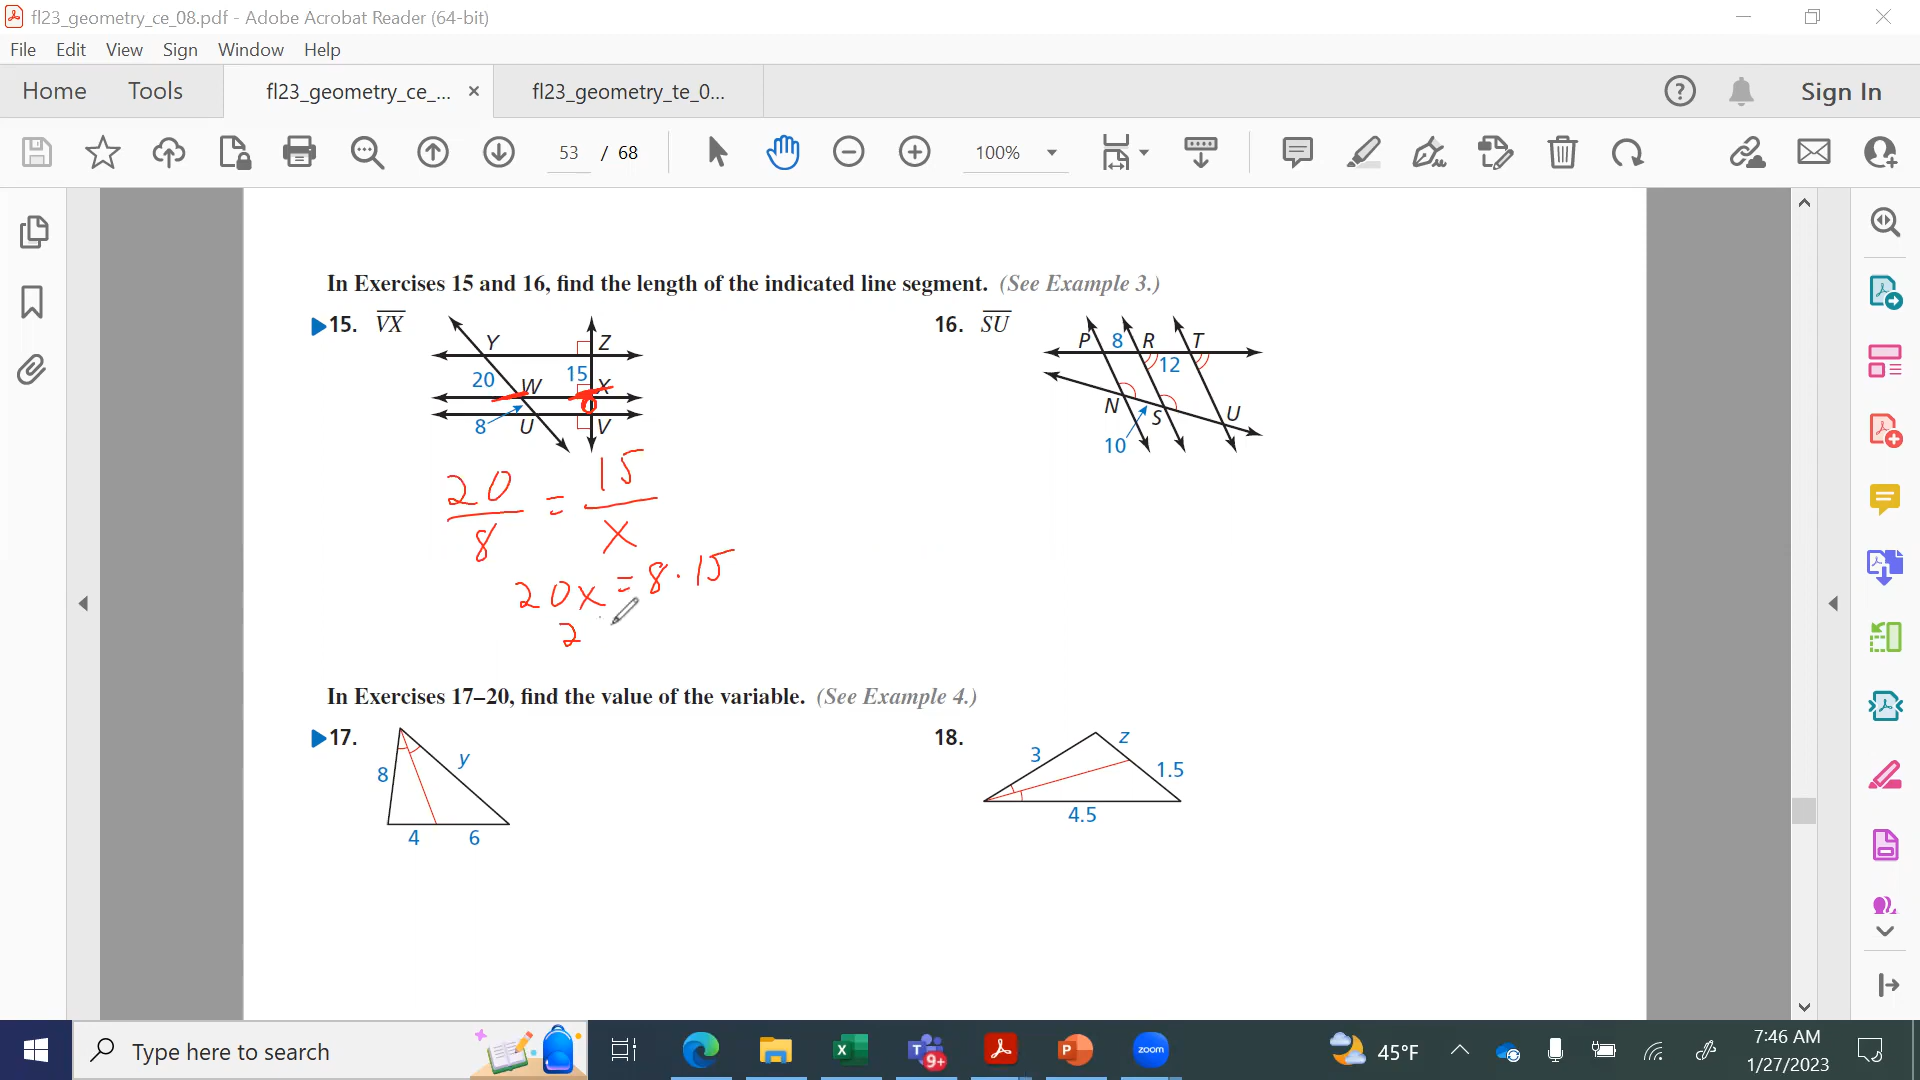 fl23_geometry_ce_08.pdf - Adobe Acrobat Reader (64-bit)
File Edit View Sign Window Help
Home Tools fl23_geometry_ce_... × fl23_geometry_te_0... Sign In
53 / 68 100%
In Exercises 15 and 16, find the length of the indicated line segment. (See Example 3.)
15. VX
Y Z
20 W 15 X
8 U V
20/8 = 15/x
20x = 8 · 15
2
16. SU
P 8 R T
12
N S U
10
In Exercises 17–20, find the value of the variable. (See Example 4.)
17.
8 y
4 6
18.
3 z
1.5
4.5
Type here to search
9+
zoom
45°F
7:46 AM
1/27/2023